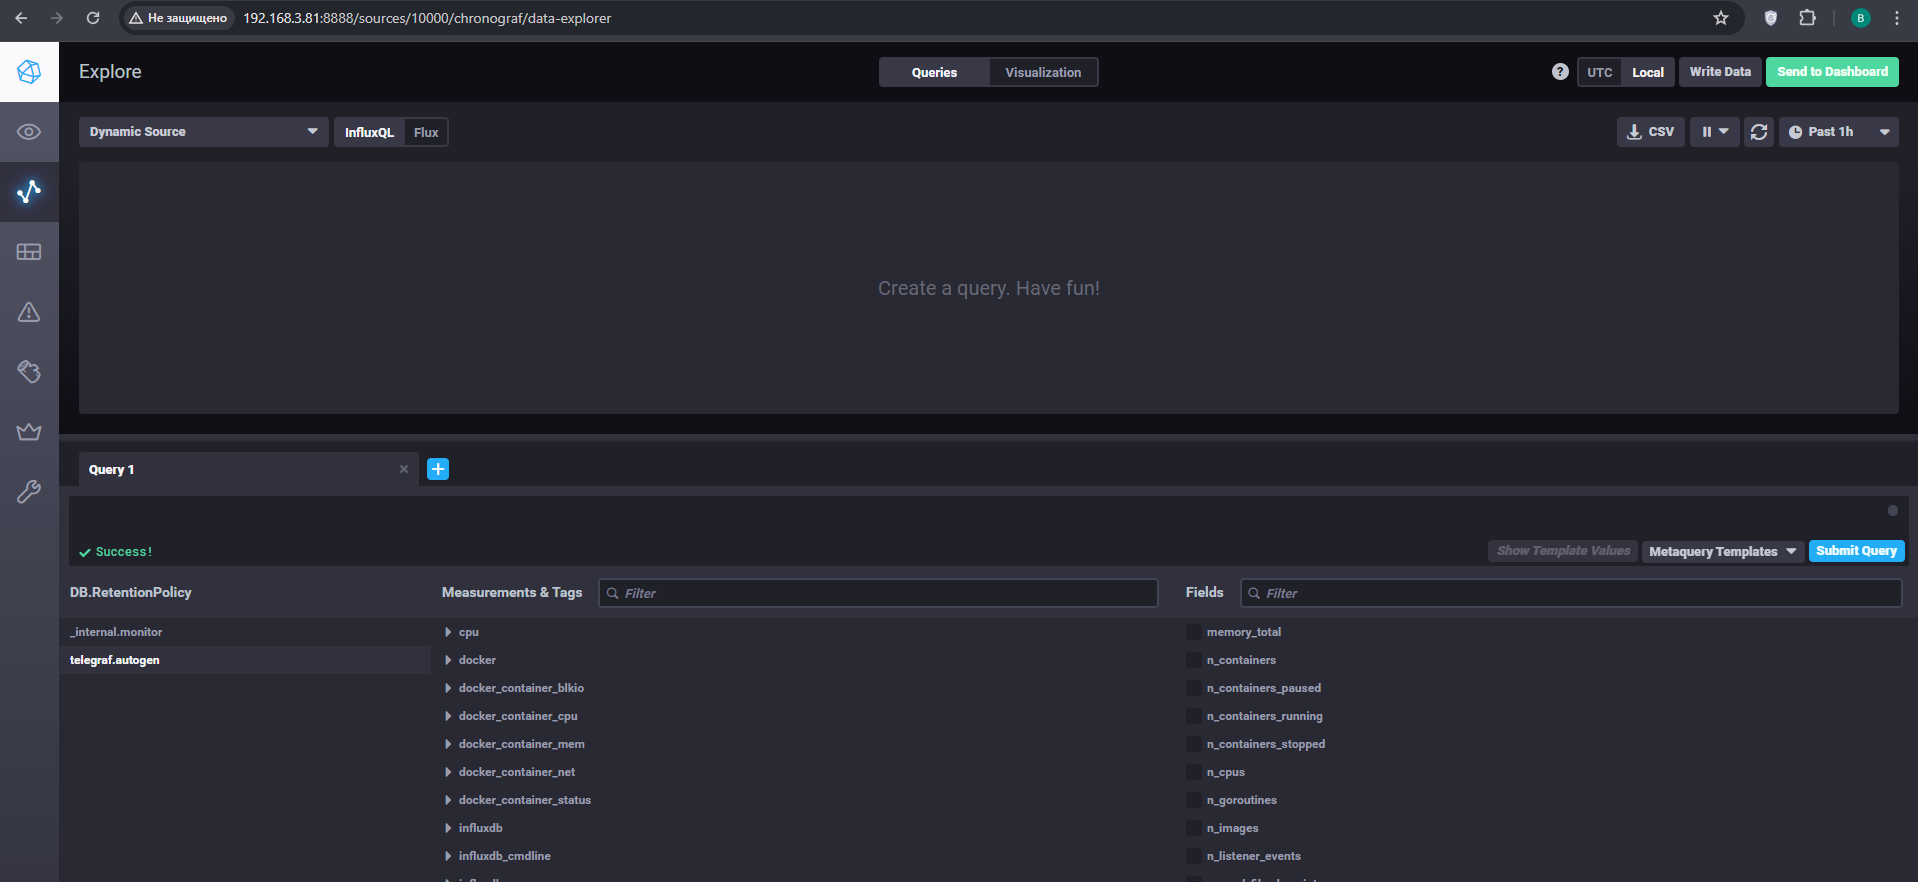 Не защищено 192.168.3.81:8888/sources/10000/chronograf/data-explorer
B
Explore
Queries Visualization
? UTC Local Write Data Send to Dashboard
Dynamic Source InfluxQL Flux
CSV Past 1h
Create a query. Have fun!
Query 1
Success!
Show Template Values Metaquery Templates Submit Query
DB.RetentionPolicy Measurements & Tags Filter Fields Filter
_internal.monitor cpu memory_total
telegraf.autogen docker n_containers
docker_container_blkio n_containers_paused
docker_container_cpu n_containers_running
docker_container_mem n_containers_stopped
docker_container_net n_cpus
docker_container_status n_goroutines
influxdb n_images
influxdb_cmdline n_listener_events